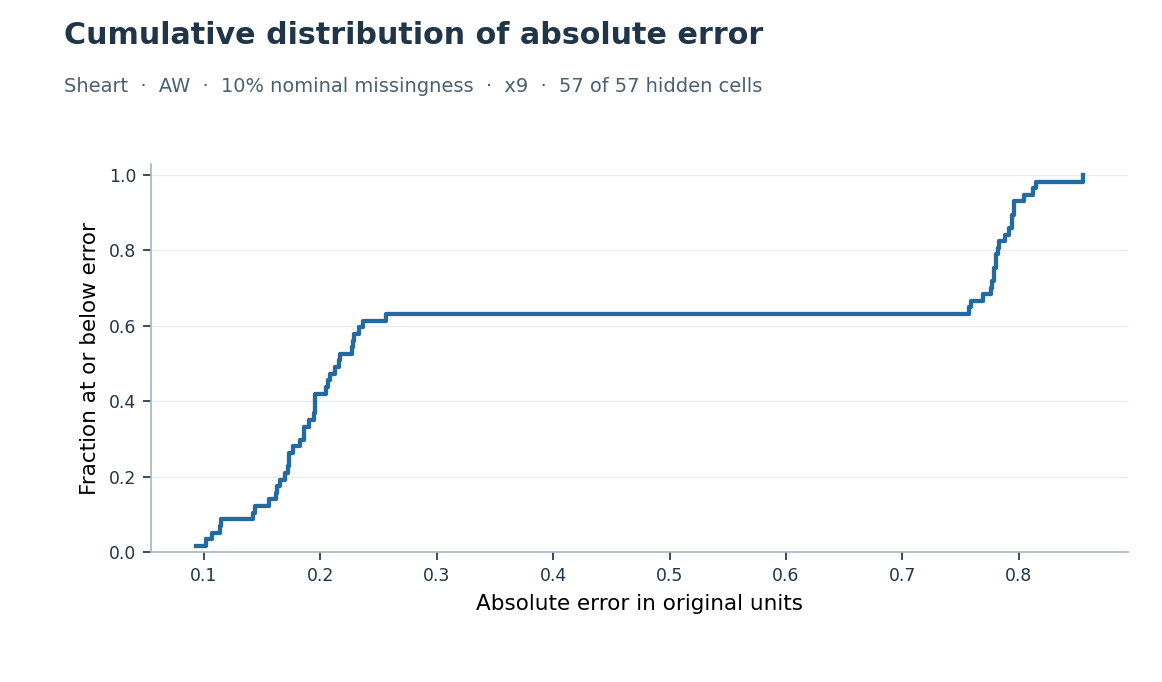 Cumulative distribution of absolute error
Sheart · AW · 10% nominal missingness · x9 · 57 of 57 hidden cells
1.0
0.8
0.6
0.4
0.2
0.0
Fraction at or below error
0.1 0.2 0.3 0.4 0.5 0.6 0.7 0.8
Absolute error in original units